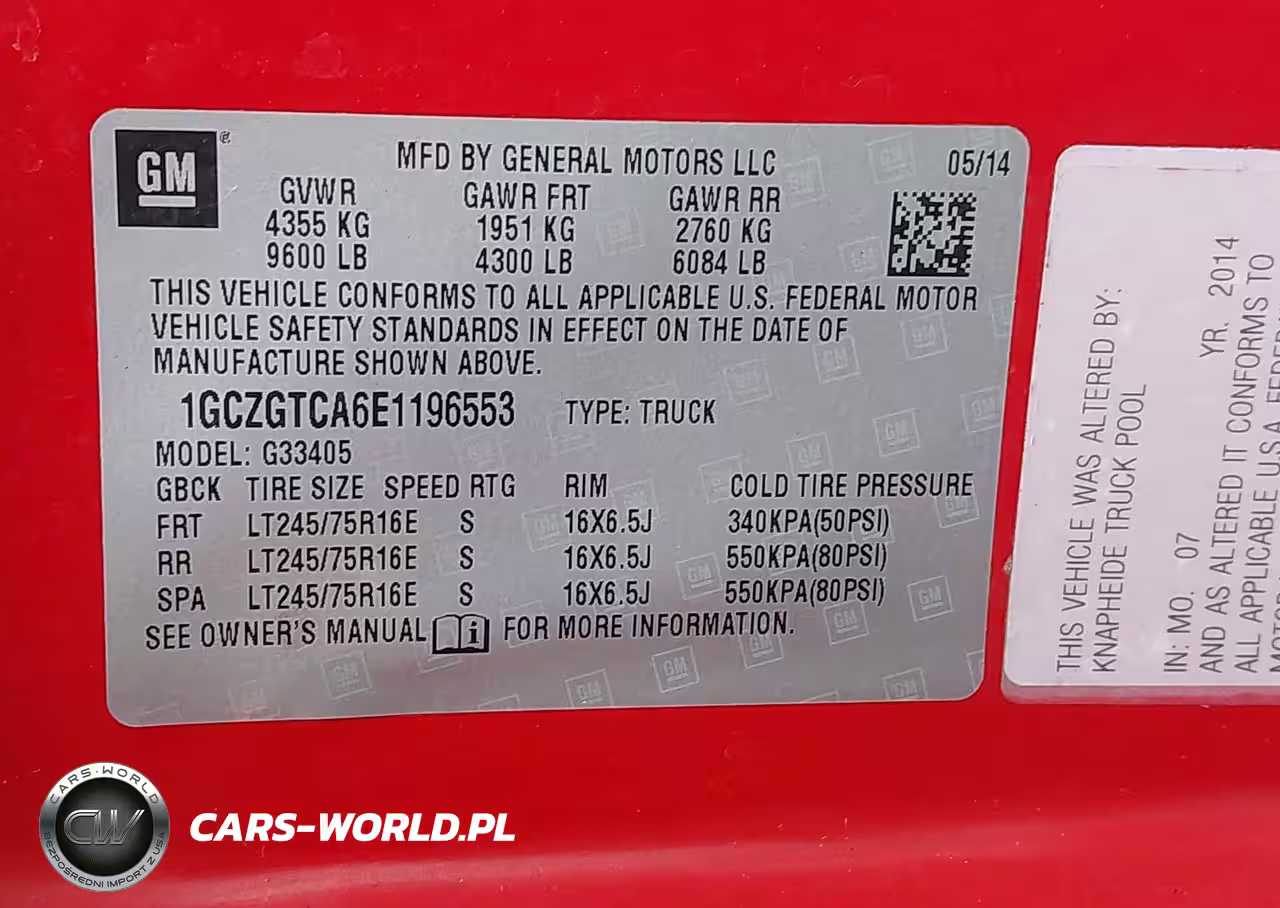 GM
MFD BY GENERAL MOTORS LLC 05/14
GVWR GAWR FRT GAWR RR
4355 KG 1951 KG 2760 KG
9600 LB 4300 LB 6084 LB
THIS VEHICLE CONFORMS TO ALL APPLICABLE U.S. FEDERAL MOTOR
VEHICLE SAFETY STANDARDS IN EFFECT ON THE DATE OF
MANUFACTURE SHOWN ABOVE.
1GCZGTCA6E1196553 TYPE: TRUCK
MODEL: G33405
GBCK TIRE SIZE SPEED RTG RIM COLD TIRE PRESSURE
FRT LT245/75R16E S 16X6.5J 340KPA(50PSI)
RR LT245/75R16E S 16X6.5J 550KPA(80PSI)
SPA LT245/75R16E S 16X6.5J 550KPA(80PSI)
SEE OWNER'S MANUAL i FOR MORE INFORMATION.
THIS VEHICLE WAS ALTERED BY:
KNAPHEIDE TRUCK POOL
IN: MO. 07 YR. 2014
AND AS ALTERED IT CONFORMS TO
ALL APPLICABLE U.S.A. FEDER
CARS-WORLD
CW
BEZPOŚREDNI IMPORT Z USA
CARS-WORLD.PL